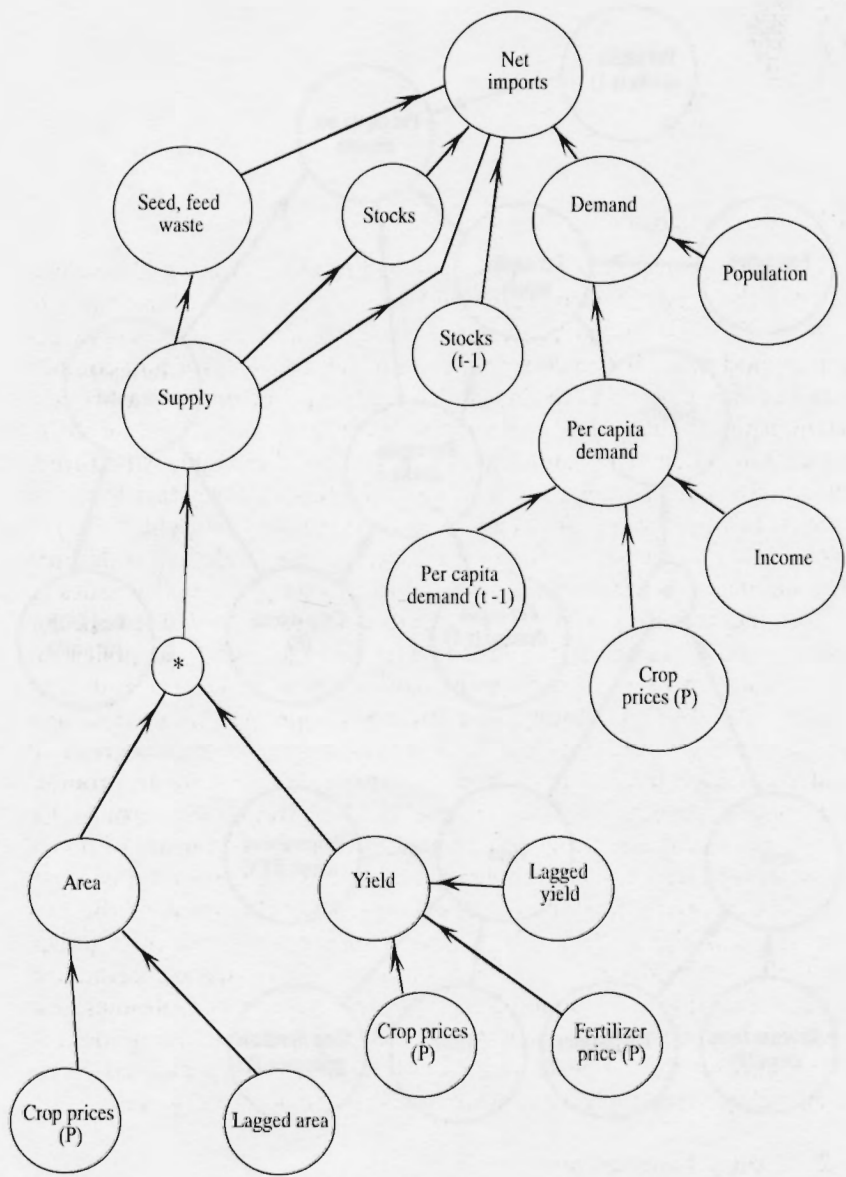 Net
imports
Seed, feed
waste
Stocks
Demand
Population
Stocks
(t-1)
Supply
Per capita
demand
Per capita
demand (t -1)
Income
*
Crop
prices (P)
Area
Yield
Lagged
yield
Crop prices
(P)
Fertilizer
price (P)
Crop prices
(P)
Lagged area